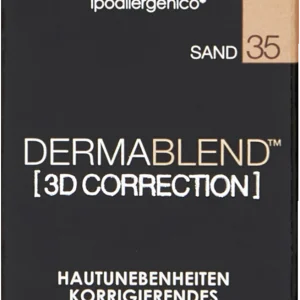 ipoallergenico*
SAND 35
DERMABLEND™
[ 3D CORRECTION ]
HAUTUNEBENHEITEN
KORRIGIERENDES